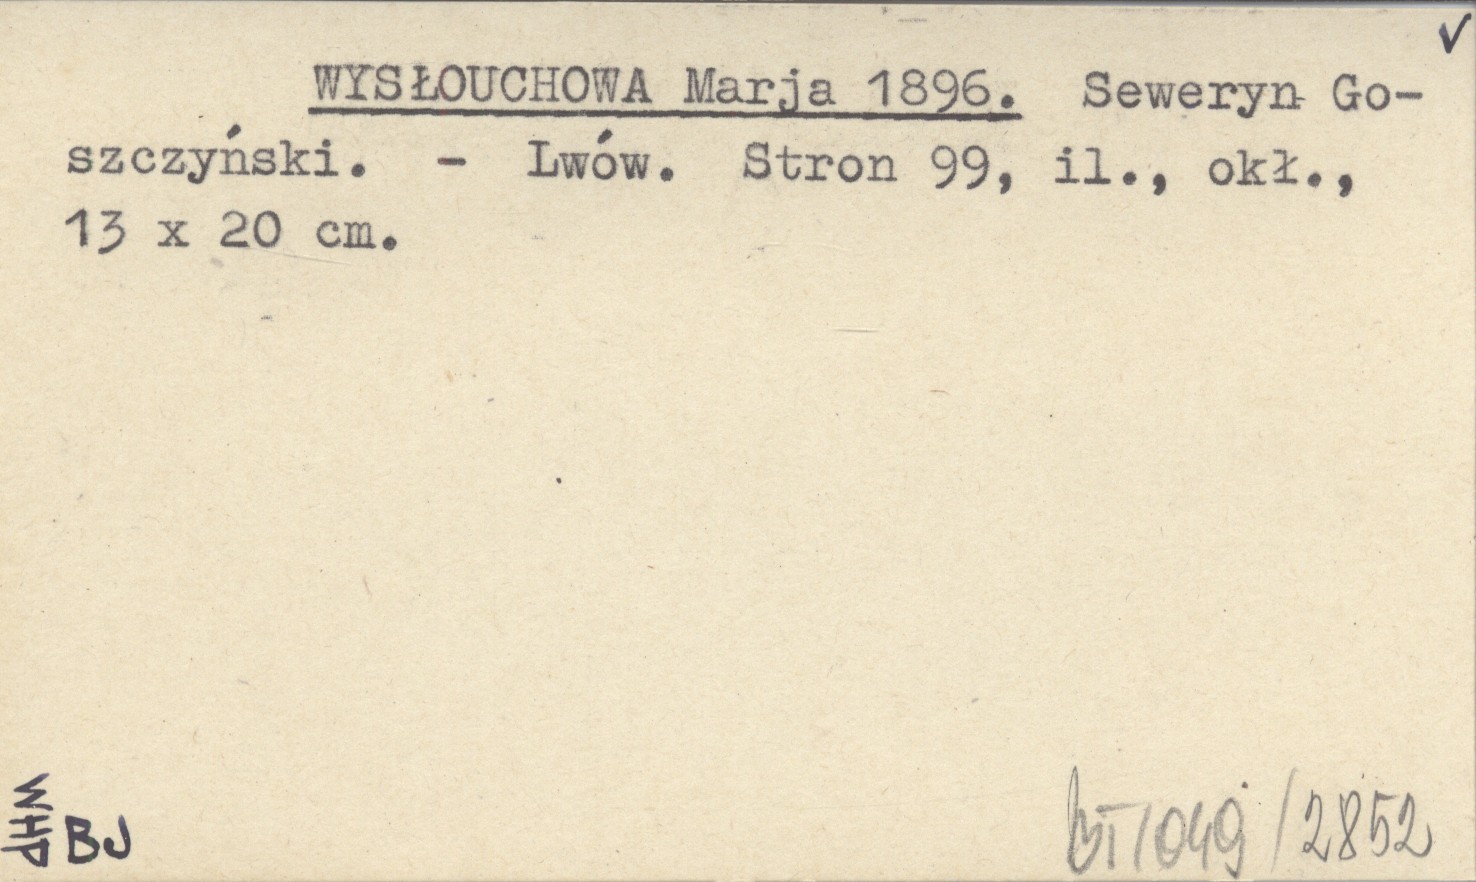 ✓
WYSŁOUCHOWA Marja 1896. Seweryn Go-
szczyński. - Lwów. Stron 99, il., okł.,
13 x 20 cm.
BJ
/2852